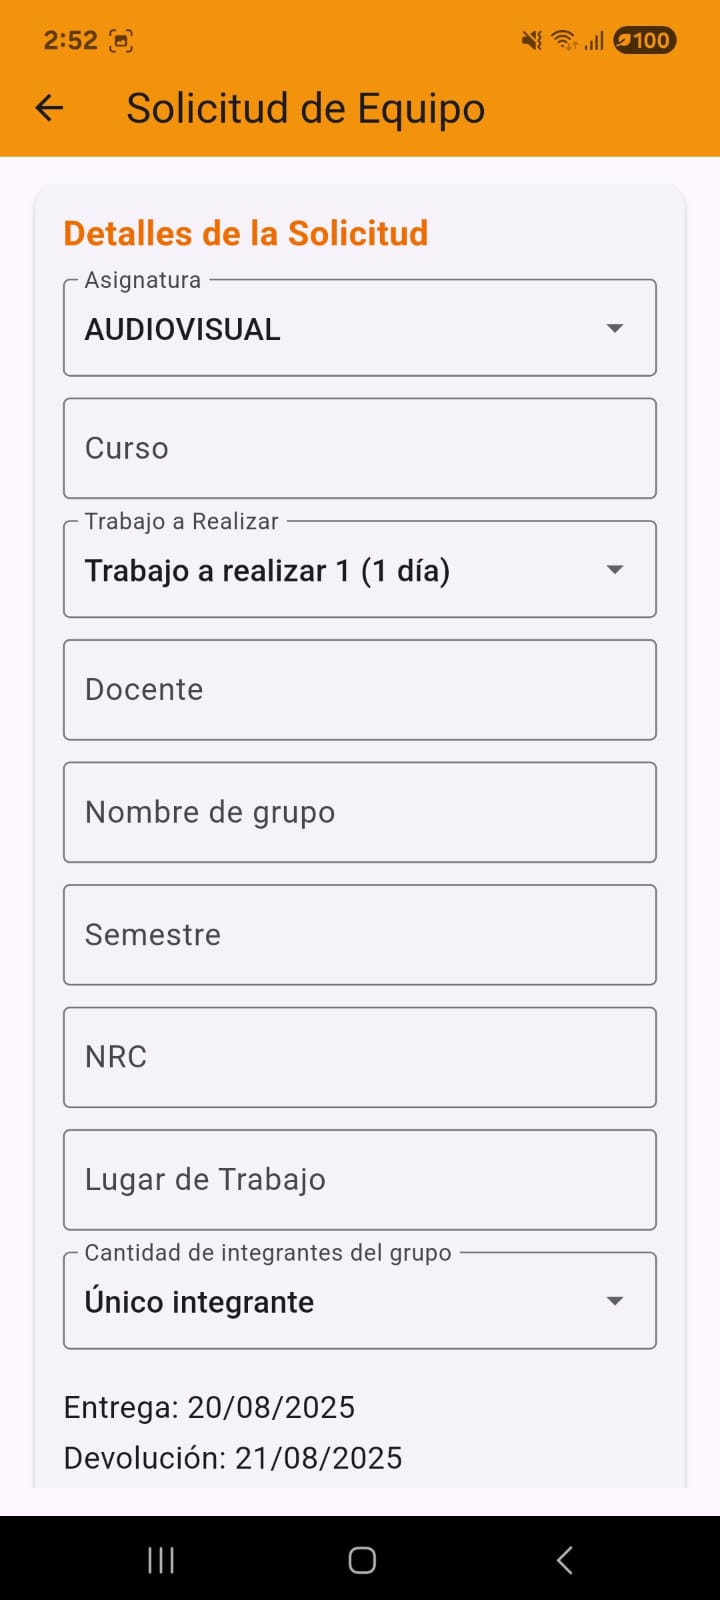 2:52
100
Solicitud de Equipo
Detalles de la Solicitud
Asignatura
AUDIOVISUAL
Curso
Trabajo a Realizar
Trabajo a realizar 1 (1 día)
Docente
Nombre de grupo
Semestre
NRC
Lugar de Trabajo
Cantidad de integrantes del grupo
Único integrante
Entrega: 20/08/2025
Devolución: 21/08/2025